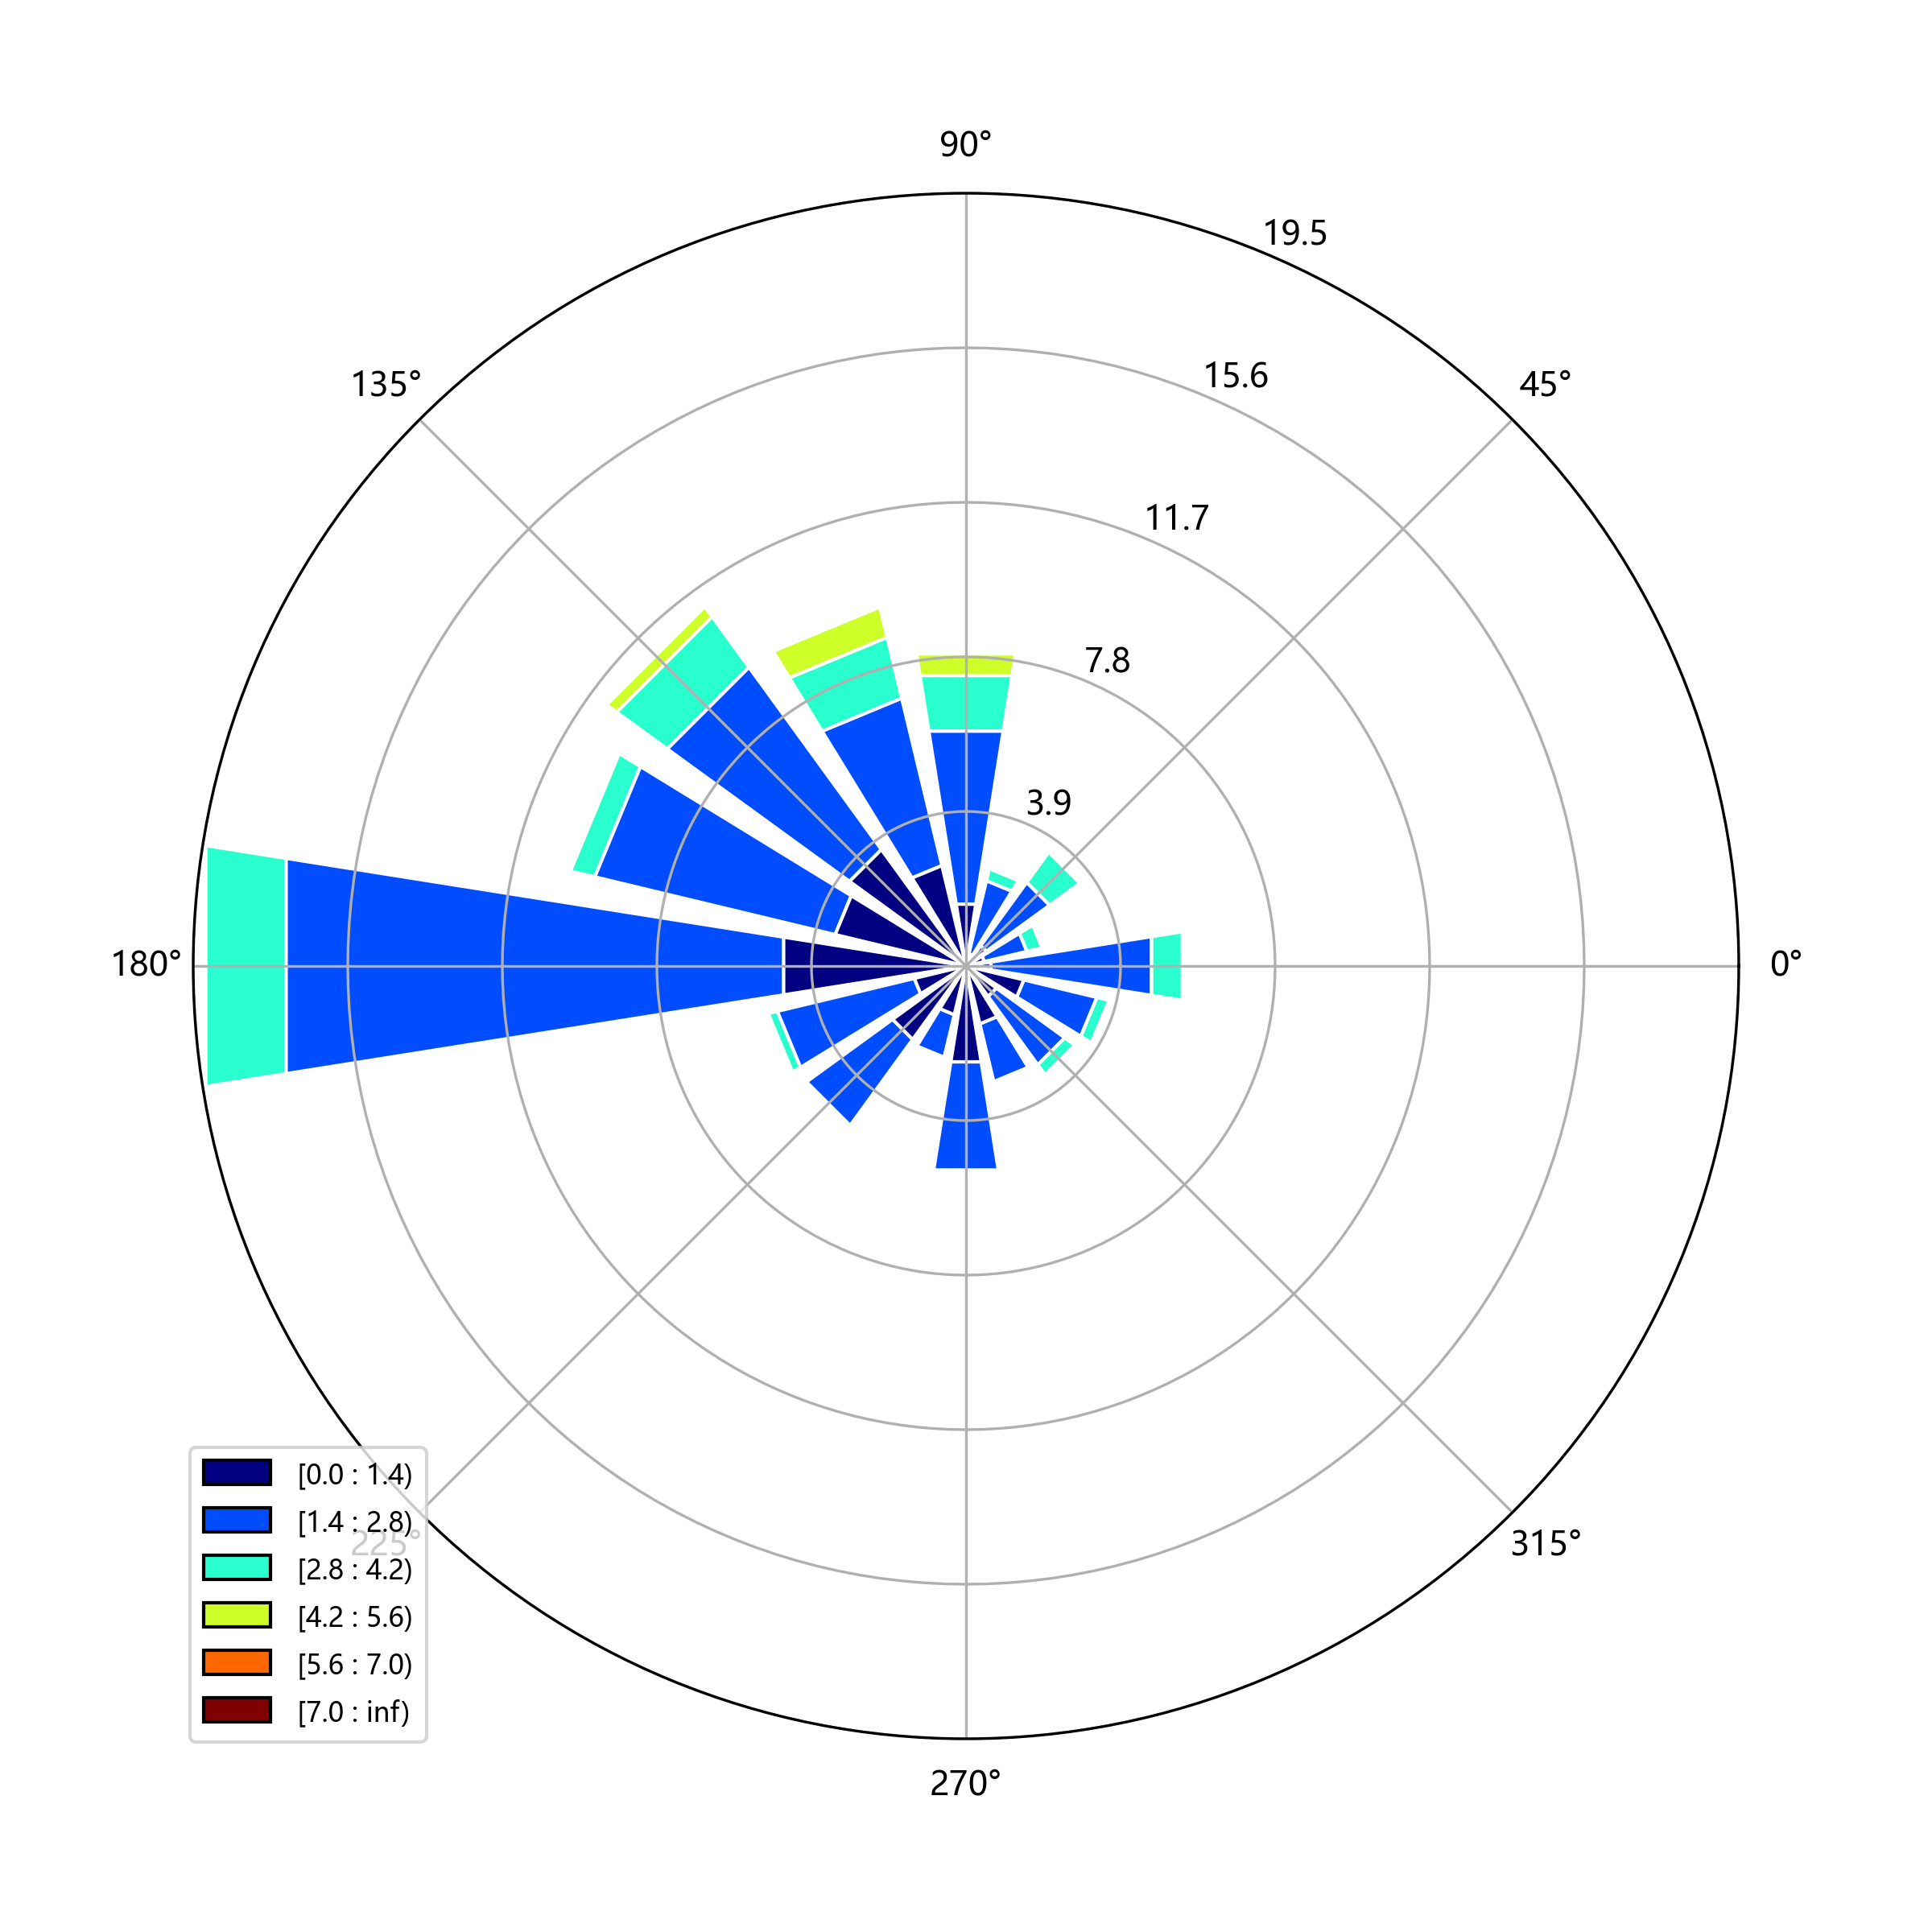 90°
19.5
15.6
135°
45°
11.7
7.8
3.9
180°
0°
[0.0 : 1.4)
[1.4 : 2.8)
225°
315°
[2.8 : 4.2)
[4.2 : 5.6)
[5.6 : 7.0)
[7.0 : inf)
270°